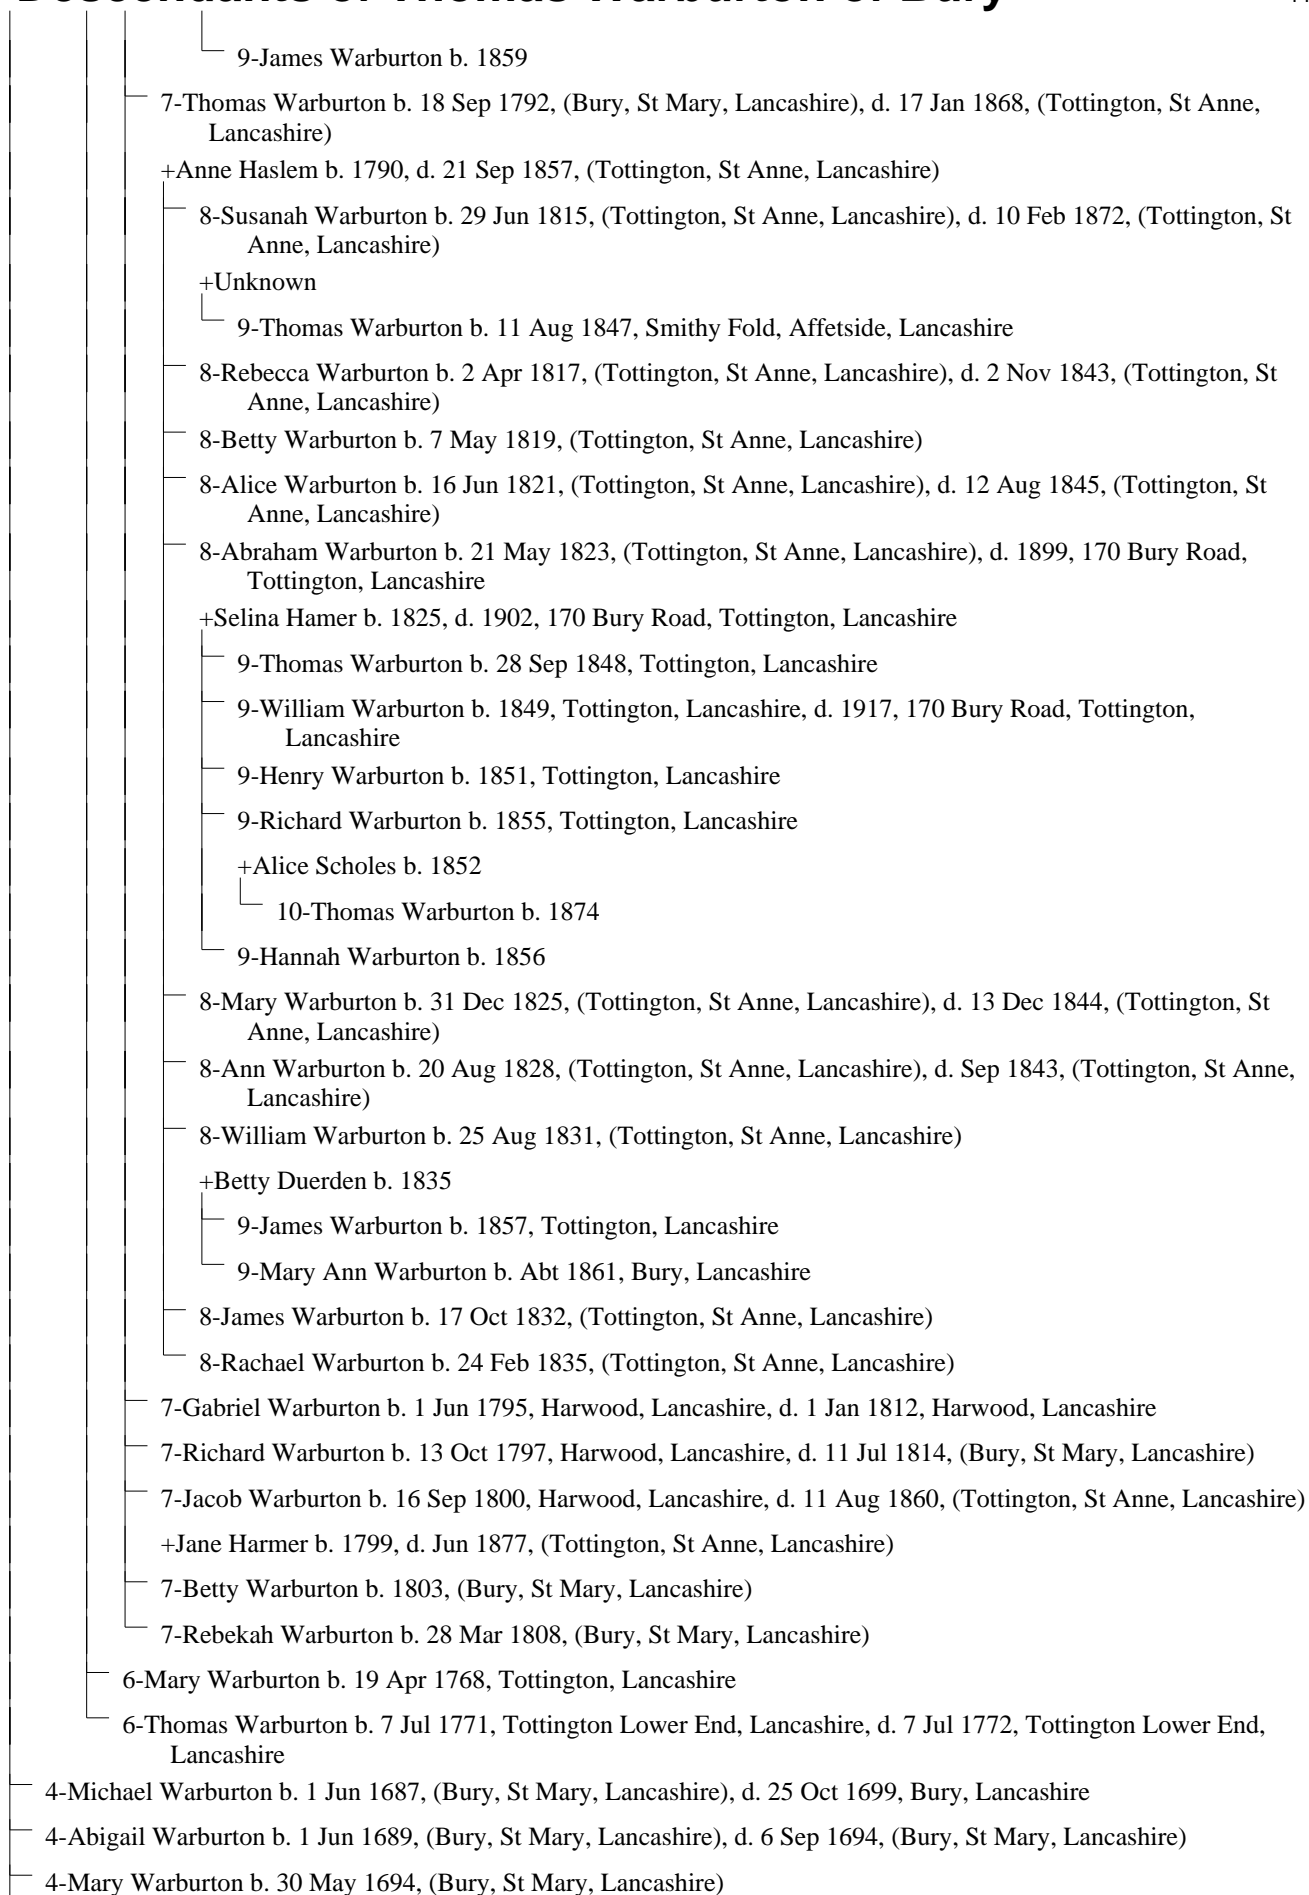 Descendants of Thomas Warburton of Bury
9-James Warburton b. 1859
7-Thomas Warburton b. 18 Sep 1792, (Bury, St Mary, Lancashire), d. 17 Jan 1868, (Tottington, St Anne,
Lancashire)
+Anne Haslem b. 1790, d. 21 Sep 1857, (Tottington, St Anne, Lancashire)
8-Susanah Warburton b. 29 Jun 1815, (Tottington, St Anne, Lancashire), d. 10 Feb 1872, (Tottington, St
Anne, Lancashire)
+Unknown
9-Thomas Warburton b. 11 Aug 1847, Smithy Fold, Affetside, Lancashire
8-Rebecca Warburton b. 2 Apr 1817, (Tottington, St Anne, Lancashire), d. 2 Nov 1843, (Tottington, St
Anne, Lancashire)
8-Betty Warburton b. 7 May 1819, (Tottington, St Anne, Lancashire)
8-Alice Warburton b. 16 Jun 1821, (Tottington, St Anne, Lancashire), d. 12 Aug 1845, (Tottington, St
Anne, Lancashire)
8-Abraham Warburton b. 21 May 1823, (Tottington, St Anne, Lancashire), d. 1899, 170 Bury Road,
Tottington, Lancashire
+Selina Hamer b. 1825, d. 1902, 170 Bury Road, Tottington, Lancashire
9-Thomas Warburton b. 28 Sep 1848, Tottington, Lancashire
9-William Warburton b. 1849, Tottington, Lancashire, d. 1917, 170 Bury Road, Tottington,
Lancashire
9-Henry Warburton b. 1851, Tottington, Lancashire
9-Richard Warburton b. 1855, Tottington, Lancashire
+Alice Scholes b. 1852
10-Thomas Warburton b. 1874
9-Hannah Warburton b. 1856
8-Mary Warburton b. 31 Dec 1825, (Tottington, St Anne, Lancashire), d. 13 Dec 1844, (Tottington, St
Anne, Lancashire)
8-Ann Warburton b. 20 Aug 1828, (Tottington, St Anne, Lancashire), d. Sep 1843, (Tottington, St Anne,
Lancashire)
8-William Warburton b. 25 Aug 1831, (Tottington, St Anne, Lancashire)
+Betty Duerden b. 1835
9-James Warburton b. 1857, Tottington, Lancashire
9-Mary Ann Warburton b. Abt 1861, Bury, Lancashire
8-James Warburton b. 17 Oct 1832, (Tottington, St Anne, Lancashire)
8-Rachael Warburton b. 24 Feb 1835, (Tottington, St Anne, Lancashire)
7-Gabriel Warburton b. 1 Jun 1795, Harwood, Lancashire, d. 1 Jan 1812, Harwood, Lancashire
7-Richard Warburton b. 13 Oct 1797, Harwood, Lancashire, d. 11 Jul 1814, (Bury, St Mary, Lancashire)
7-Jacob Warburton b. 16 Sep 1800, Harwood, Lancashire, d. 11 Aug 1860, (Tottington, St Anne, Lancashire)
+Jane Harmer b. 1799, d. Jun 1877, (Tottington, St Anne, Lancashire)
7-Betty Warburton b. 1803, (Bury, St Mary, Lancashire)
7-Rebekah Warburton b. 28 Mar 1808, (Bury, St Mary, Lancashire)
6-Mary Warburton b. 19 Apr 1768, Tottington, Lancashire
6-Thomas Warburton b. 7 Jul 1771, Tottington Lower End, Lancashire, d. 7 Jul 1772, Tottington Lower End,
Lancashire
4-Michael Warburton b. 1 Jun 1687, (Bury, St Mary, Lancashire), d. 25 Oct 1699, Bury, Lancashire
4-Abigail Warburton b. 1 Jun 1689, (Bury, St Mary, Lancashire), d. 6 Sep 1694, (Bury, St Mary, Lancashire)
4-Mary Warburton b. 30 May 1694, (Bury, St Mary, Lancashire)